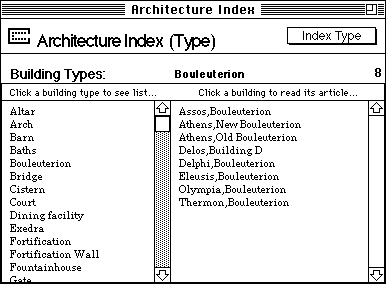 Architecture Index
Architecture Index (Type)
Index Type
Building Types:
Bouleuterion
8
Click a building type to see list...
Click a building to read its article...
Altar
Arch
Barn
Baths
Bouleuterion
Bridge
Cistern
Court
Dining facility
Exedra
Fortification
Fortification Wall
Fountainhouse
Gate
Assos,Bouleuterion
Athens,New Bouleuterion
Athens,Old Bouleuterion
Delos,Building D
Delphi,Bouleuterion
Eleusis,Bouleuterion
Olympia,Bouleuterion
Thermon,Bouleuterion